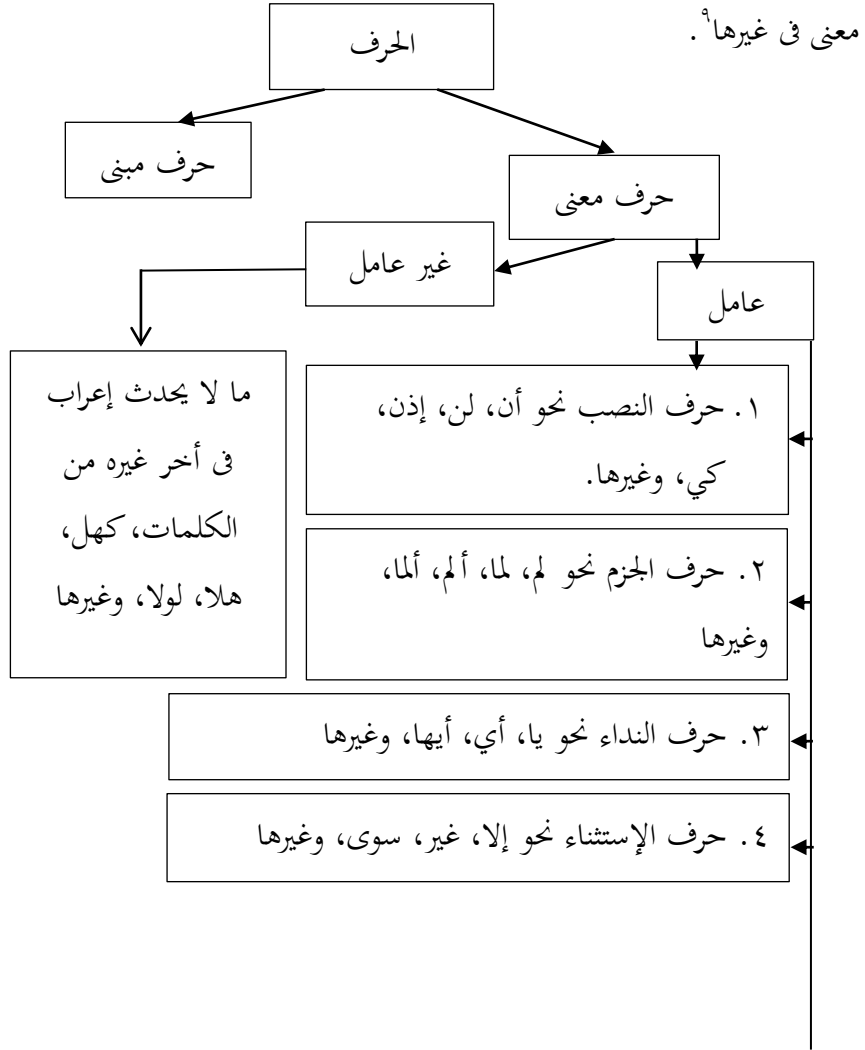 معنى فى غيرها٩.
الحرف
حرف مبنى
حرف معنى
غير عامل
عامل
ما لا يحدث إعراب
فى أخر غيره من
الكلمات، كهل،
هلا، لولا، وغيرها
١. حرف النصب نحو أن، لن، إذن،
كي، وغيرها.
٢. حرف الجزم نحو لم، لما، ألم، ألما،
وغيرها
٣. حرف النداء نحو يا، أي، أيها، وغيرها
٤. حرف الإستثناء نحو إلا، غير، سوى، وغيرها